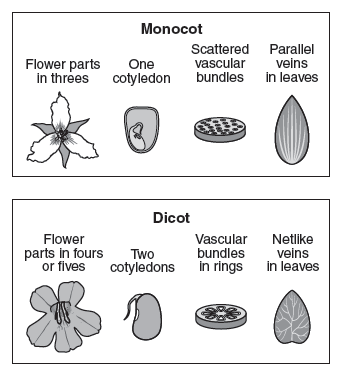 Monocot
Flower parts
in threes
One
cotyledon
Scattered
vascular
bundles
Parallel
veins
in leaves
Dicot
Flower
parts in fours
or fives
Two
cotyledons
Vascular
bundles
in rings
Netlike
veins
in leaves